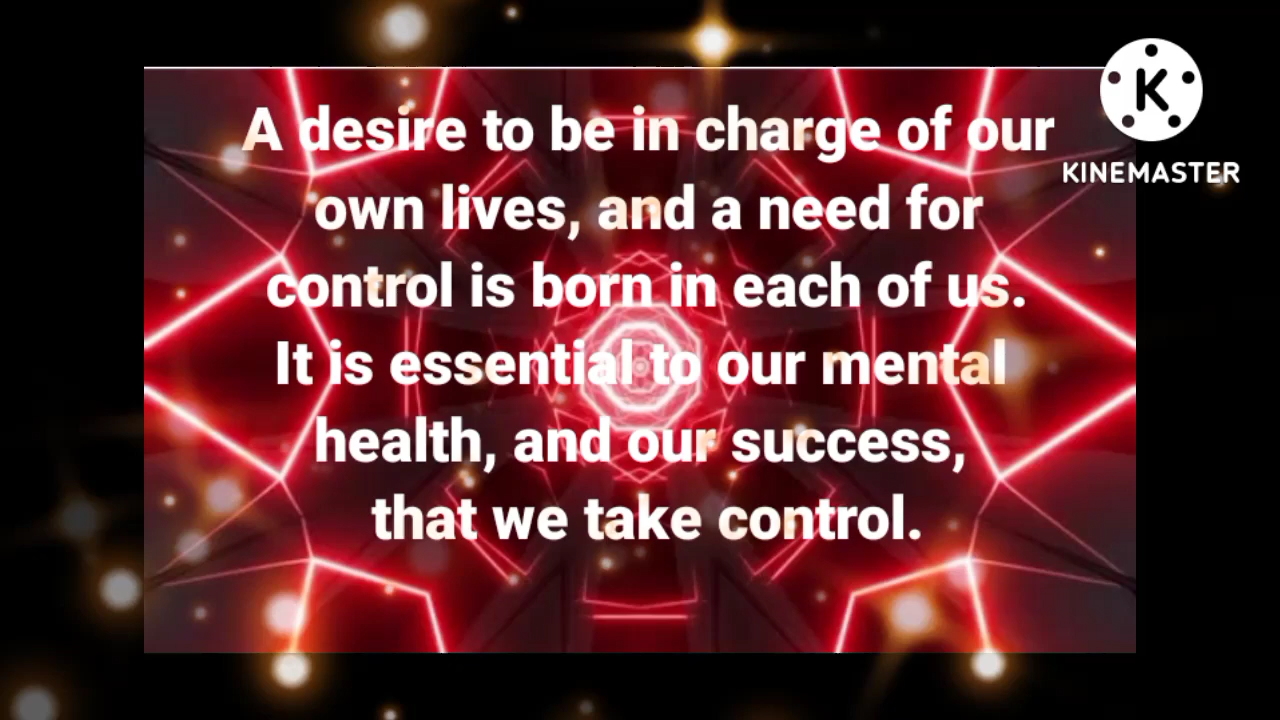 A desire to be in charge of our
own lives, and a need for
control is born in each of us.
It is essential to our mental
health, and our success,
that we take control.
K
KINEMASTER